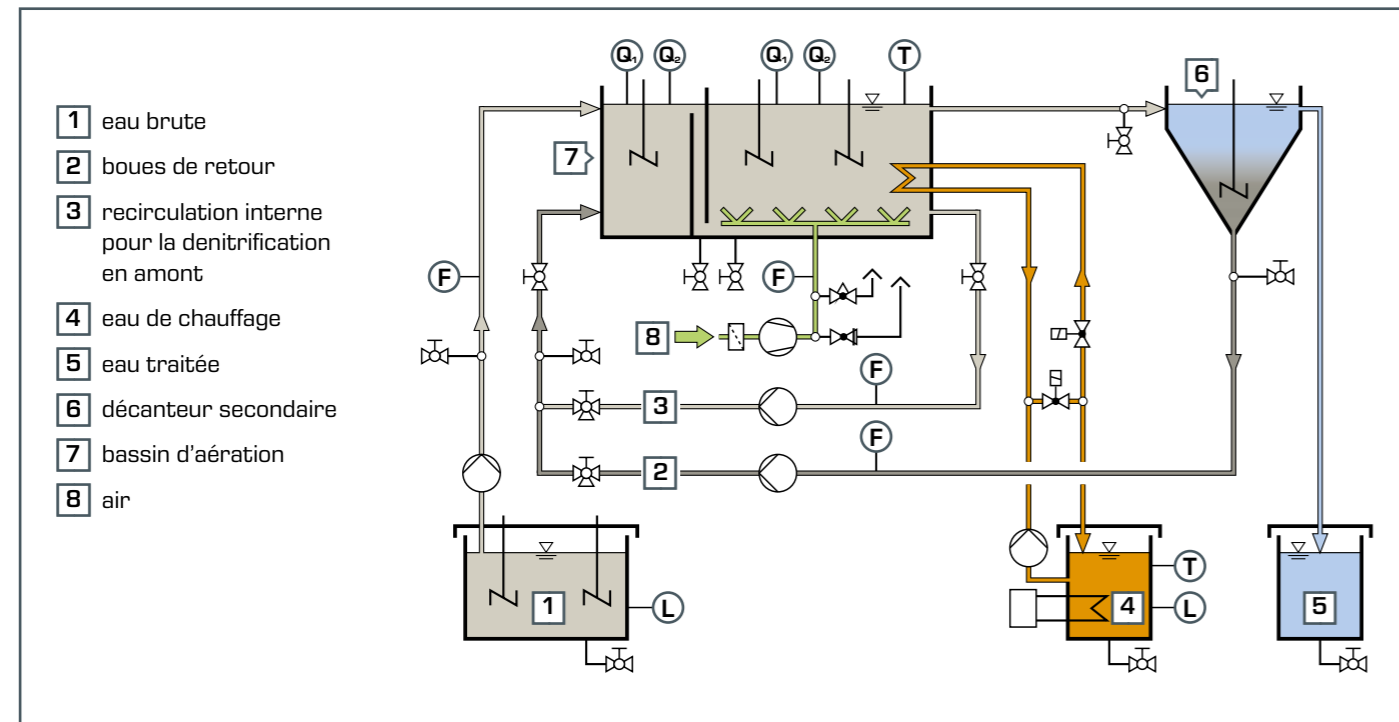 1 eau brute
2 boues de retour
3 recirculation interne
pour la denitrification
en amont
4 eau de chauffage
5 eau traitée
6 décanteur secondaire
7 bassin d'aération
8 air
Q₁ Q₂ Q₁ Q₂ T
6
7
F
F
8
F
3
F
2
T
1 L
4 L
5